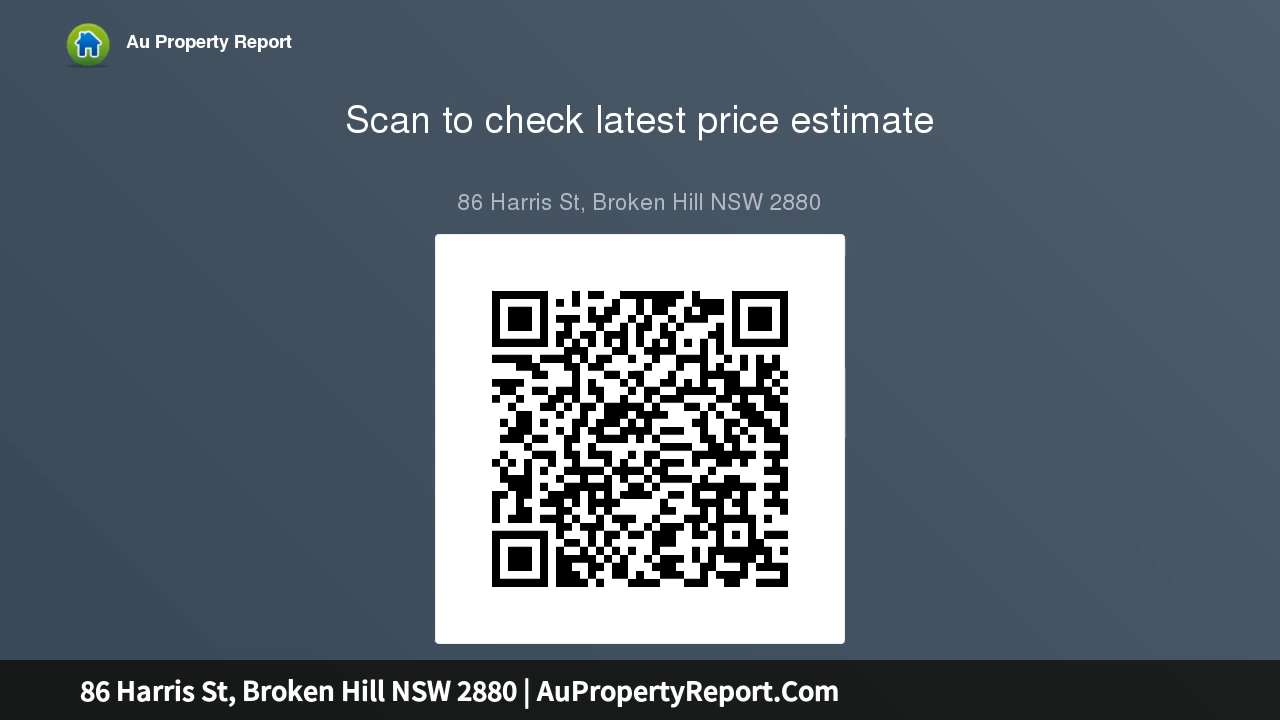 Au Property Report
Scan to check latest price estimate
86 Harris St, Broken Hill NSW 2880
86 Harris St, Broken Hill NSW 2880 | AuPropertyReport.Com